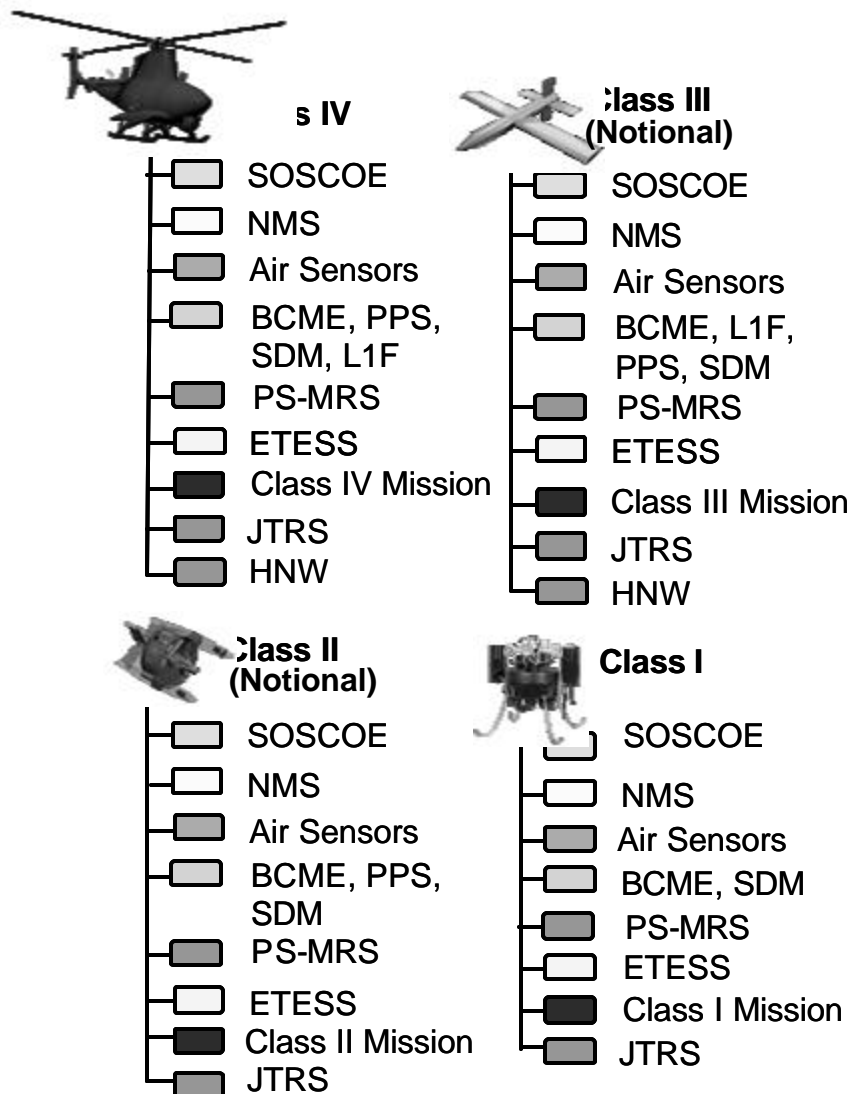 s IV
SOSCOE
NMS
Air Sensors
BCME, PPS,
SDM, L1F
PS-MRS
ETESS
Class IV Mission
JTRS
HNW
Class III
(Notional)
SOSCOE
NMS
Air Sensors
BCME, L1F,
PPS, SDM
PS-MRS
ETESS
Class III Mission
JTRS
HNW
Class II
(Notional)
SOSCOE
NMS
Air Sensors
BCME, PPS,
SDM
PS-MRS
ETESS
Class II Mission
JTRS
Class I
SOSCOE
NMS
Air Sensors
BCME, SDM
PS-MRS
ETESS
Class I Mission
JTRS